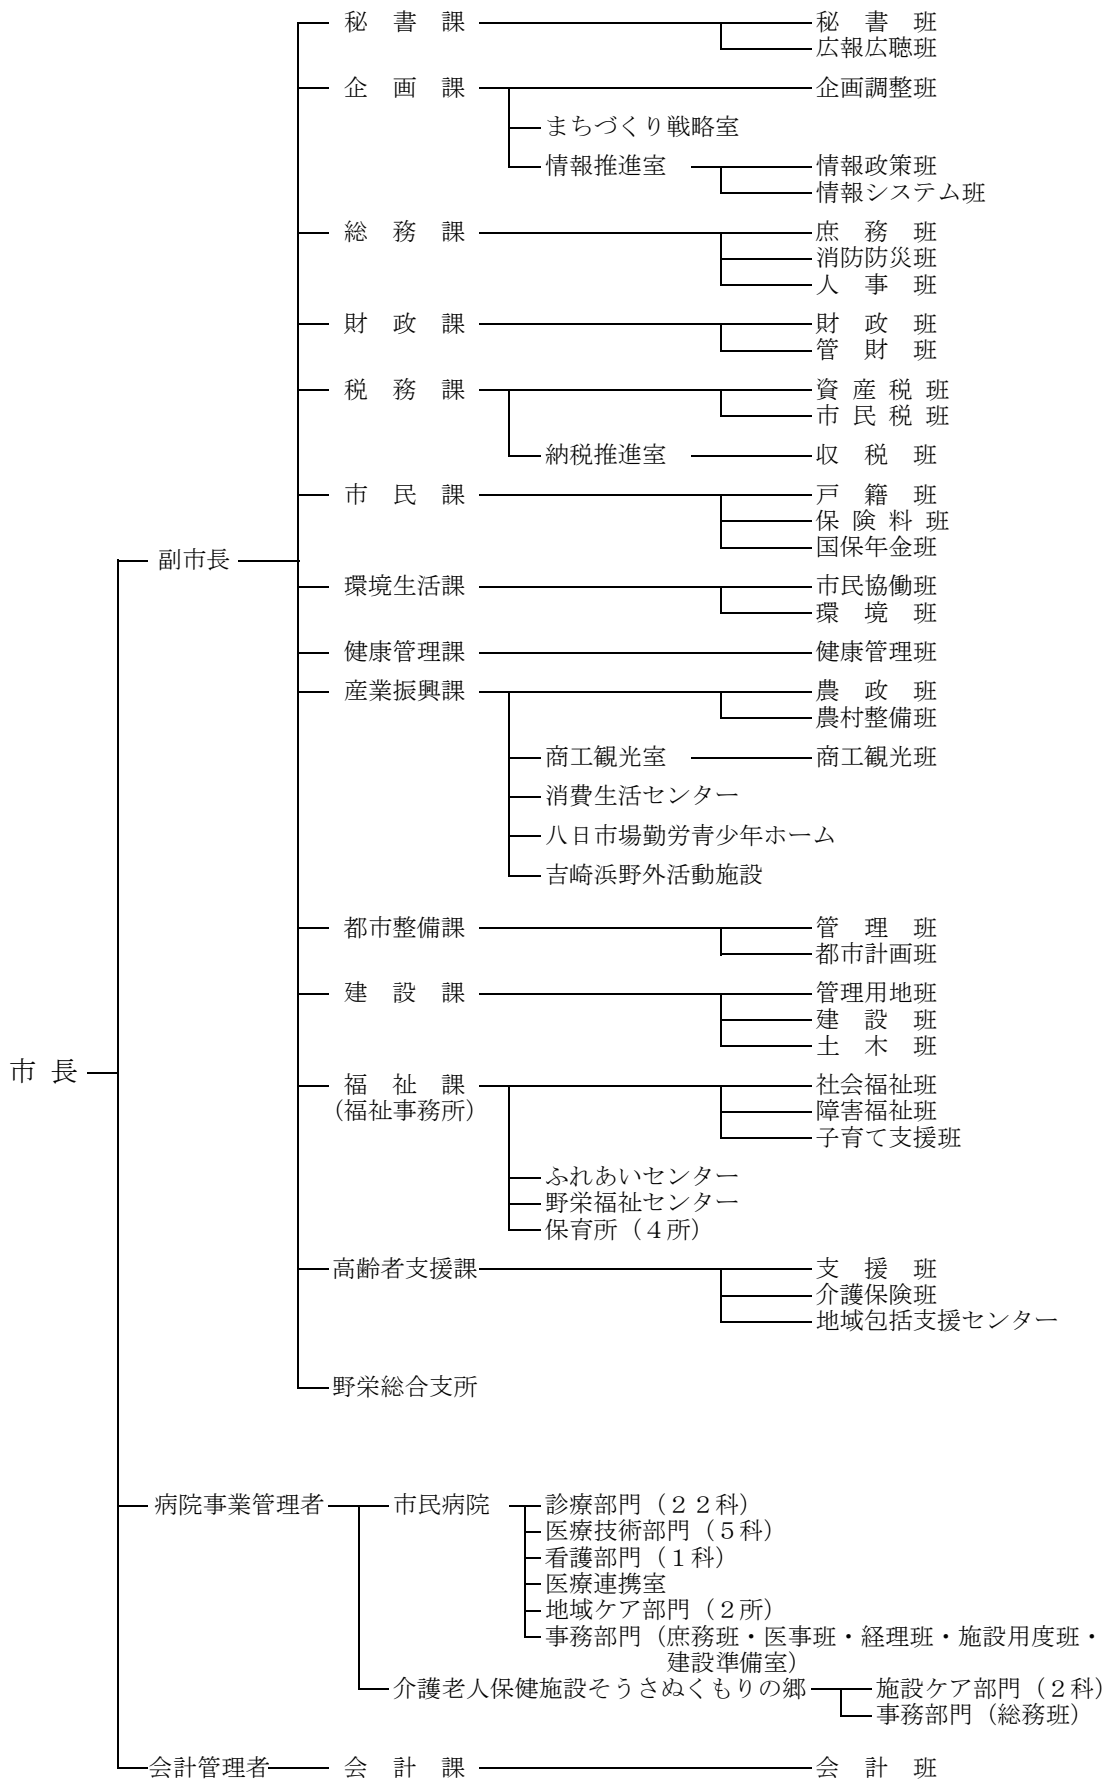 秘　書　課　秘　書　班
広報広聴班
企　画　課　企画調整班
まちづくり戦略室
情報推進室　情報政策班
情報システム班
総　務　課　庶　務　班
消防防災班
人　事　班
財　政　課　財　政　班
管　財　班
税　務　課　資 産 税 班
市 民 税 班
納税推進室　収　税　班
市　民　課　戸　籍　班
保 険 料 班
国保年金班
副市長
環境生活課　市民協働班
環　境　班
健康管理課　健康管理班
産業振興課　農　政　班
農村整備班
商工観光室　商工観光班
消費生活センター
八日市場勤労青少年ホーム
吉崎浜野外活動施設
都市整備課　管　理　班
都市計画班
建　設　課　管理用地班
建　設　班
土　木　班
市 長
福　祉　課　社会福祉班
（福祉事務所）　障害福祉班
子育て支援班
ふれあいセンター
野栄福祉センター
保育所（４所）
高齢者支援課　支　援　班
介護保険班
地域包括支援センター
野栄総合支所
病院事業管理者　市民病院　診療部門（２２科）
医療技術部門（５科）
看護部門（１科）
医療連携室
地域ケア部門（２所）
事務部門（庶務班・医事班・経理班・施設用度班・
建設準備室）
介護老人保健施設そうさぬくもりの郷　施設ケア部門（２科）
事務部門（総務班）
会計管理者　会　計　課　会　計　班